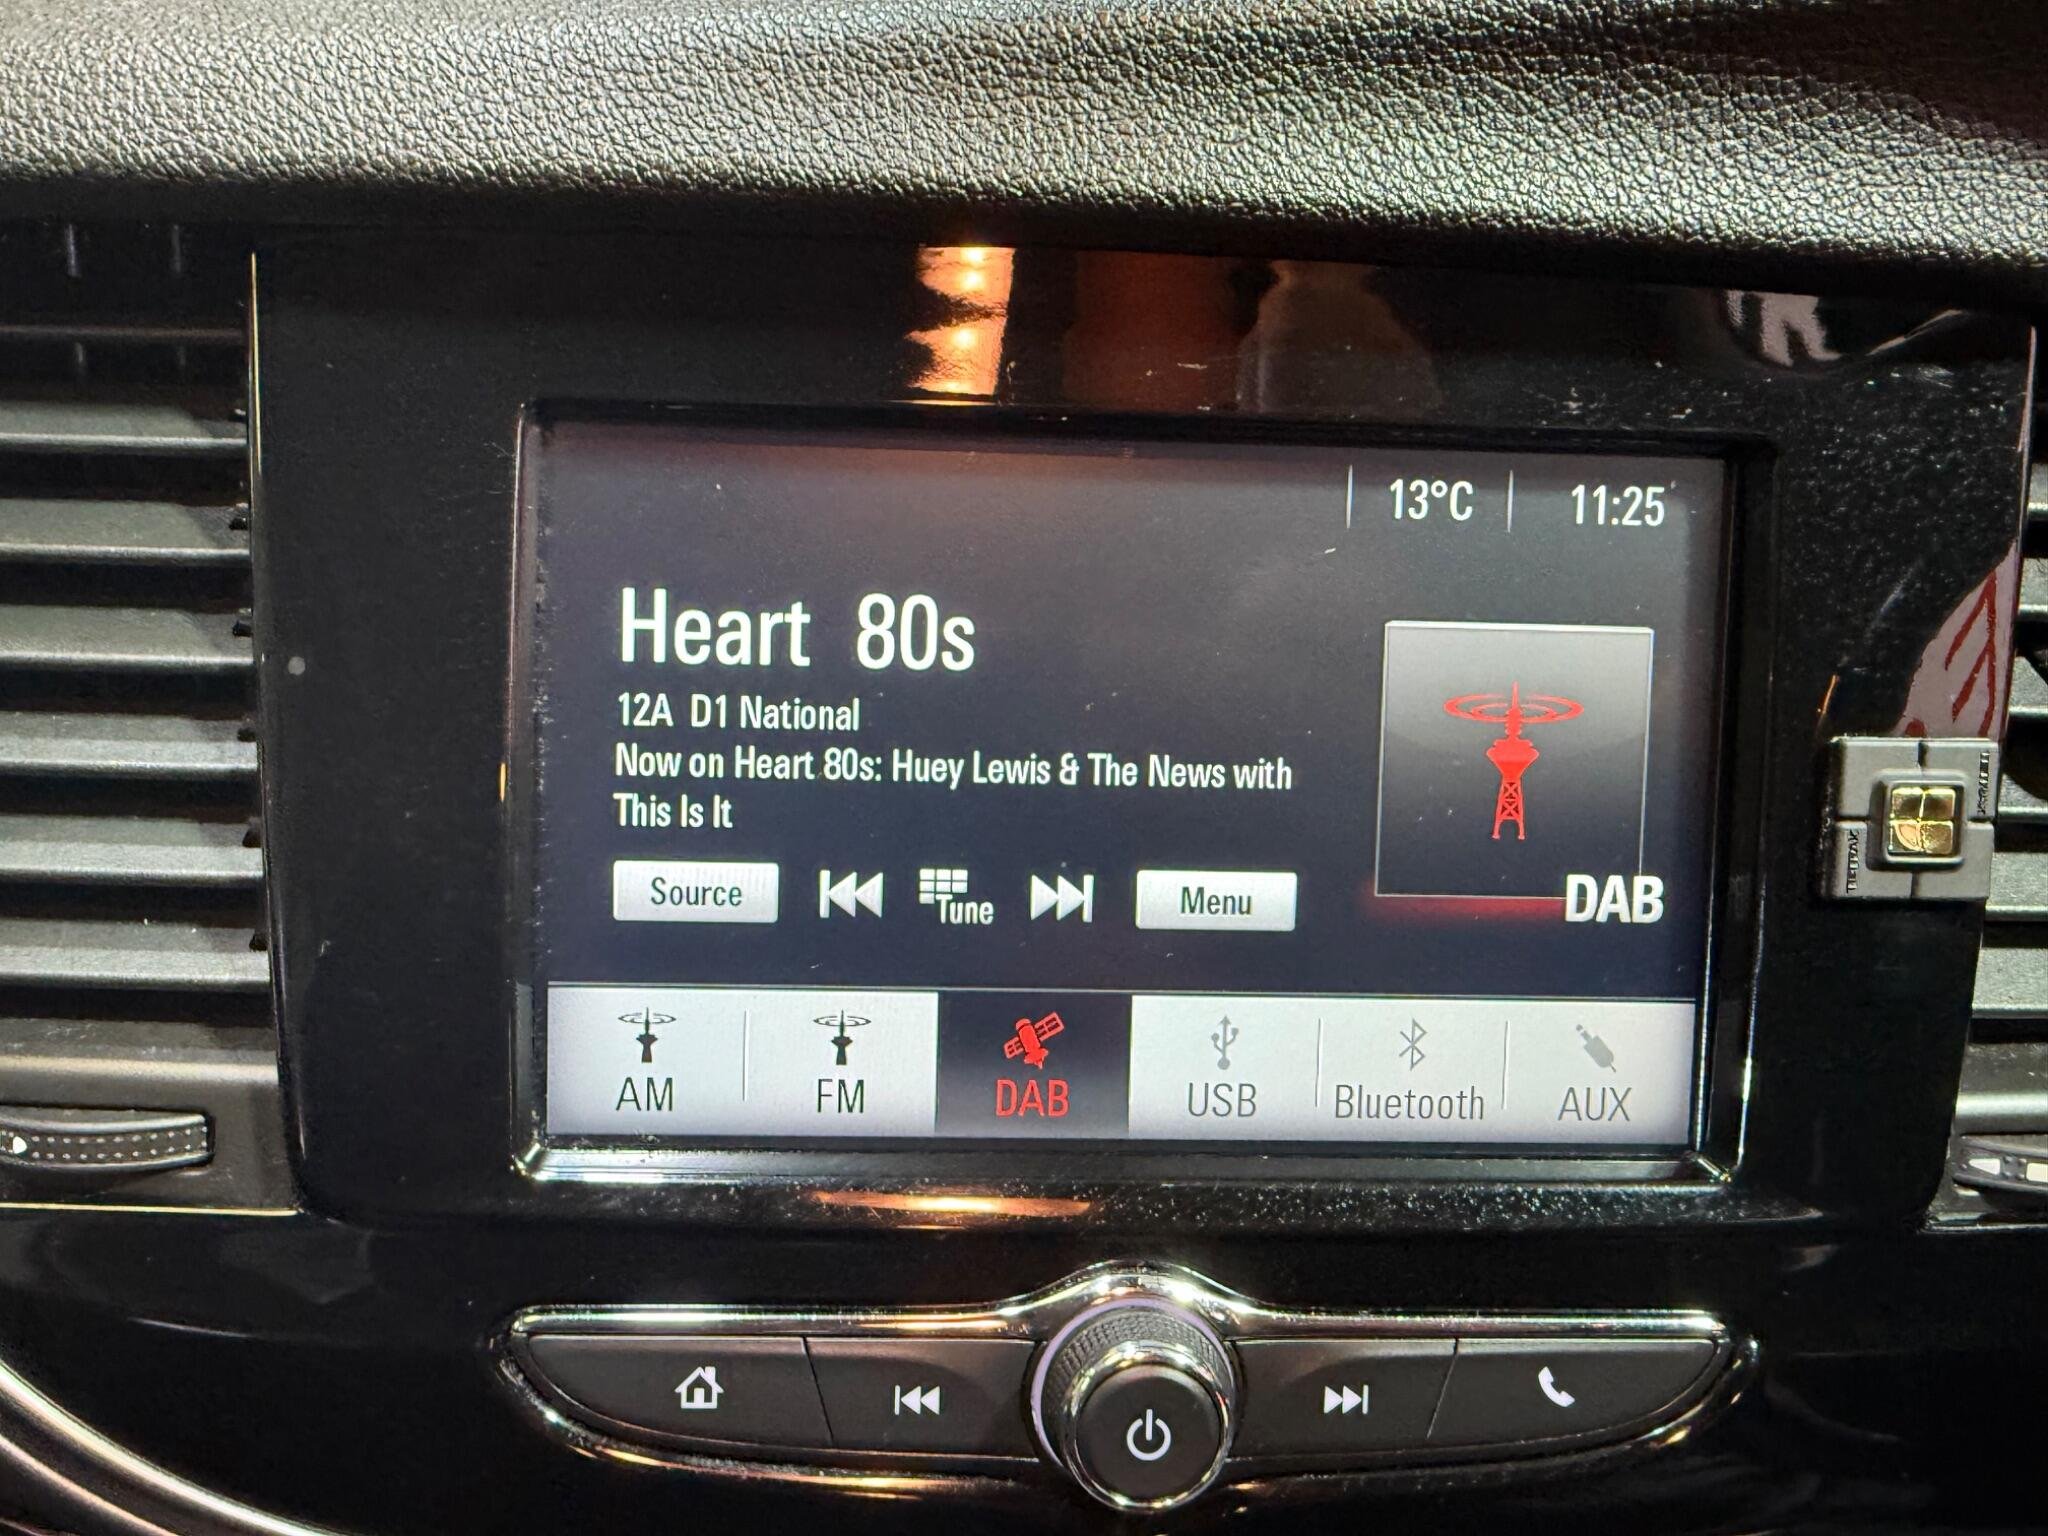 13°C 11:25
Heart 80s
12A D1 National
Now on Heart 80s: Huey Lewis & The News with
This Is It
Source Tune Menu
DAB
AM FM DAB USB Bluetooth AUX